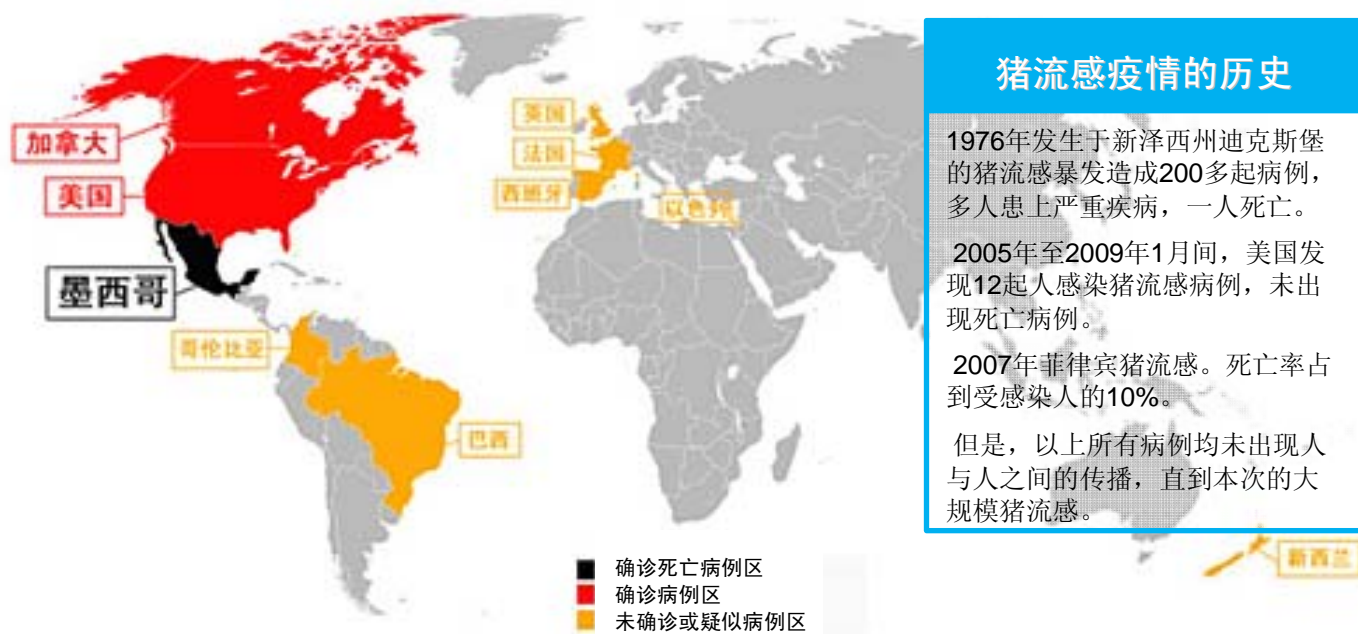 加拿大
美国
墨西哥
哥伦比亚
巴西
英国
法国
西班牙
以色列
猪流感疫情的历史
1976年发生于新泽西州迪克斯堡
的猪流感暴发造成200多起病例，
多人患上严重疾病，一人死亡。
2005年至2009年1月间，美国发
现12起人感染猪流感病例，未出
现死亡病例。
2007年菲律宾猪流感。死亡率占
到受感染人的10%。
但是，以上所有病例均未出现人
与人之间的传播，直到本次的大
规模猪流感。
新西兰
确诊死亡病例区
确诊病例区
未确诊或疑似病例区